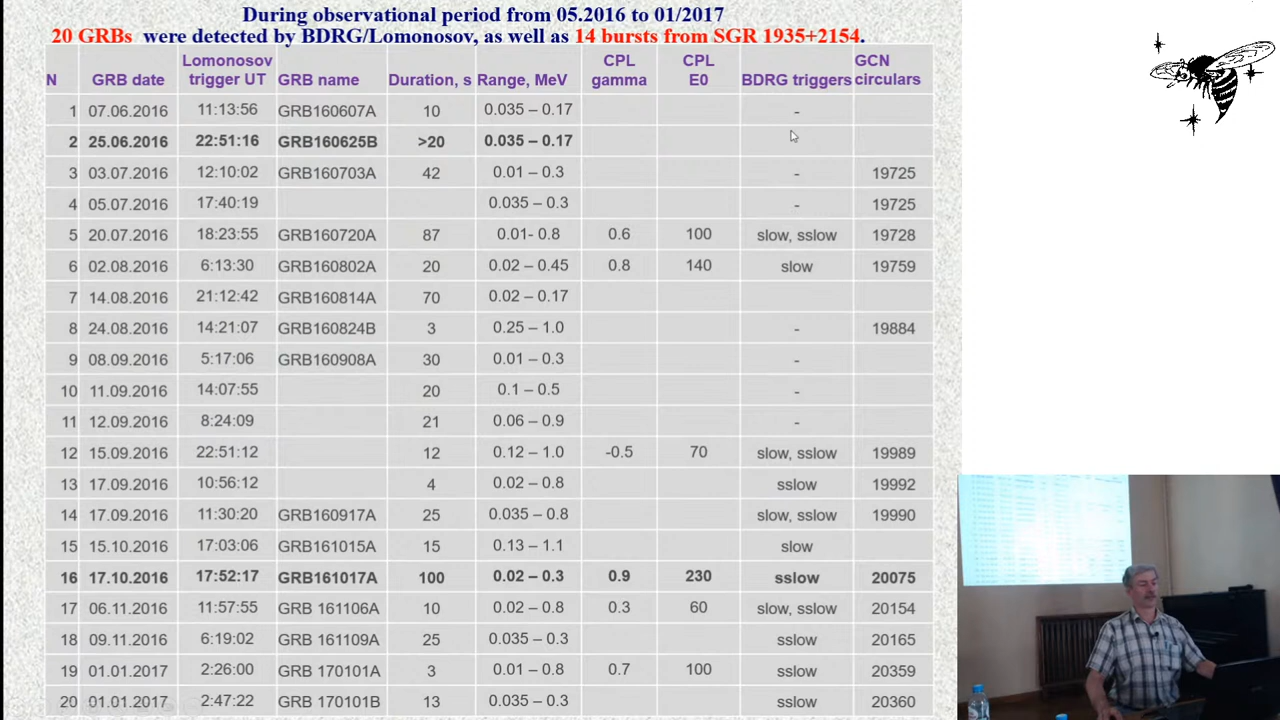 During observational period from 05.2016 to 01/2017
20 GRBs were detected by BDRG/Lomonosov, as well as 14 bursts from SGR 1935+2154.
N GRB date Lomonosov trigger UT GRB name Duration, s Range, MeV CPL gamma CPL E0 BDRG triggers GCN circulars
1 07.06.2016 11:13:56 GRB160607A 10 0.035 – 0.17 -
2 25.06.2016 22:51:16 GRB160625B >20 0.035 – 0.17
3 03.07.2016 12:10:02 GRB160703A 42 0.01 – 0.3 - 19725
4 05.07.2016 17:40:19 0.035 – 0.3 - 19725
5 20.07.2016 18:23:55 GRB160720A 87 0.01- 0.8 0.6 100 slow, sslow 19728
6 02.08.2016 6:13:30 GRB160802A 20 0.02 – 0.45 0.8 140 slow 19759
7 14.08.2016 21:12:42 GRB160814A 70 0.02 – 0.17
8 24.08.2016 14:21:07 GRB160824B 3 0.25 – 1.0 - 19884
9 08.09.2016 5:17:06 GRB160908A 30 0.01 – 0.3 -
10 11.09.2016 14:07:55 20 0.1 – 0.5 -
11 12.09.2016 8:24:09 21 0.06 – 0.9 -
12 15.09.2016 22:51:12 12 0.12 – 1.0 -0.5 70 slow, sslow 19989
13 17.09.2016 10:56:12 4 0.02 – 0.8 sslow 19992
14 17.09.2016 11:30:20 GRB160917A 25 0.035 – 0.8 slow, sslow 19990
15 15.10.2016 17:03:06 GRB161015A 15 0.13 – 1.1 slow
16 17.10.2016 17:52:17 GRB161017A 100 0.02 – 0.3 0.9 230 sslow 20075
17 06.11.2016 11:57:55 GRB 161106A 10 0.02 – 0.8 0.3 60 slow, sslow 20154
18 09.11.2016 6:19:02 GRB 161109A 25 0.035 – 0.3 sslow 20165
19 01.01.2017 2:26:00 GRB 170101A 3 0.01 – 0.8 0.7 100 sslow 20359
20 01.01.2017 2:47:22 GRB 170101B 13 0.035 – 0.3 sslow 20360